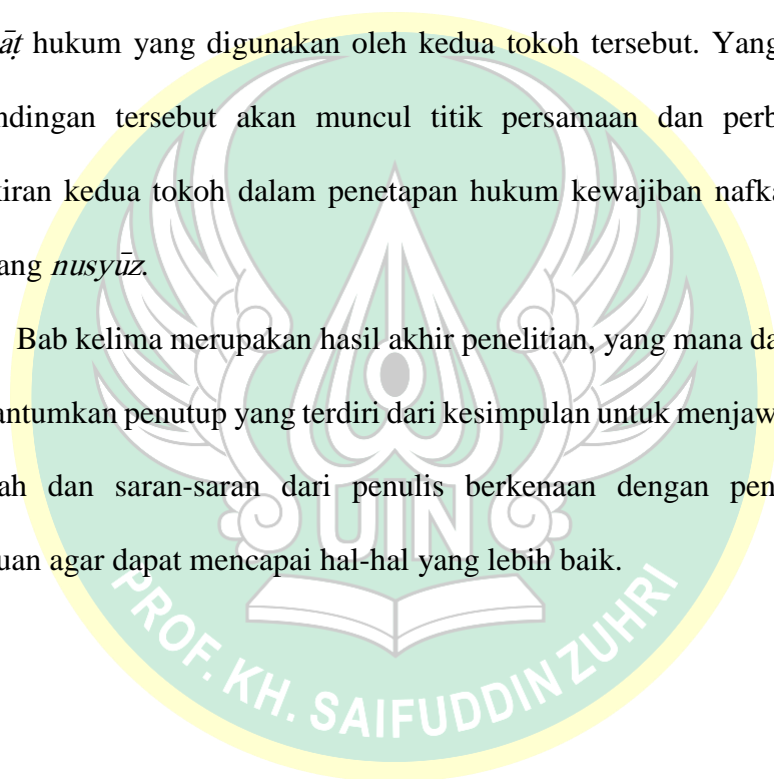 āṭ hukum yang digunakan oleh kedua tokoh tersebut. Yang
ndingan tersebut akan muncul titik persamaan dan perb
kiran kedua tokoh dalam penetapan hukum kewajiban nafka
ang nusyūz.
Bab kelima merupakan hasil akhir penelitian, yang mana da
antumkan penutup yang terdiri dari kesimpulan untuk menjaw
ah dan saran-saran dari penulis berkenaan dengan pen
uan agar dapat mencapai hal-hal yang lebih baik.
UIN
PROF. KH. SAIFUDDIN ZUHRI